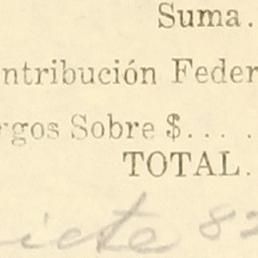 Suma.
ntribución Feder
rgos Sobre $....
TOTAL.